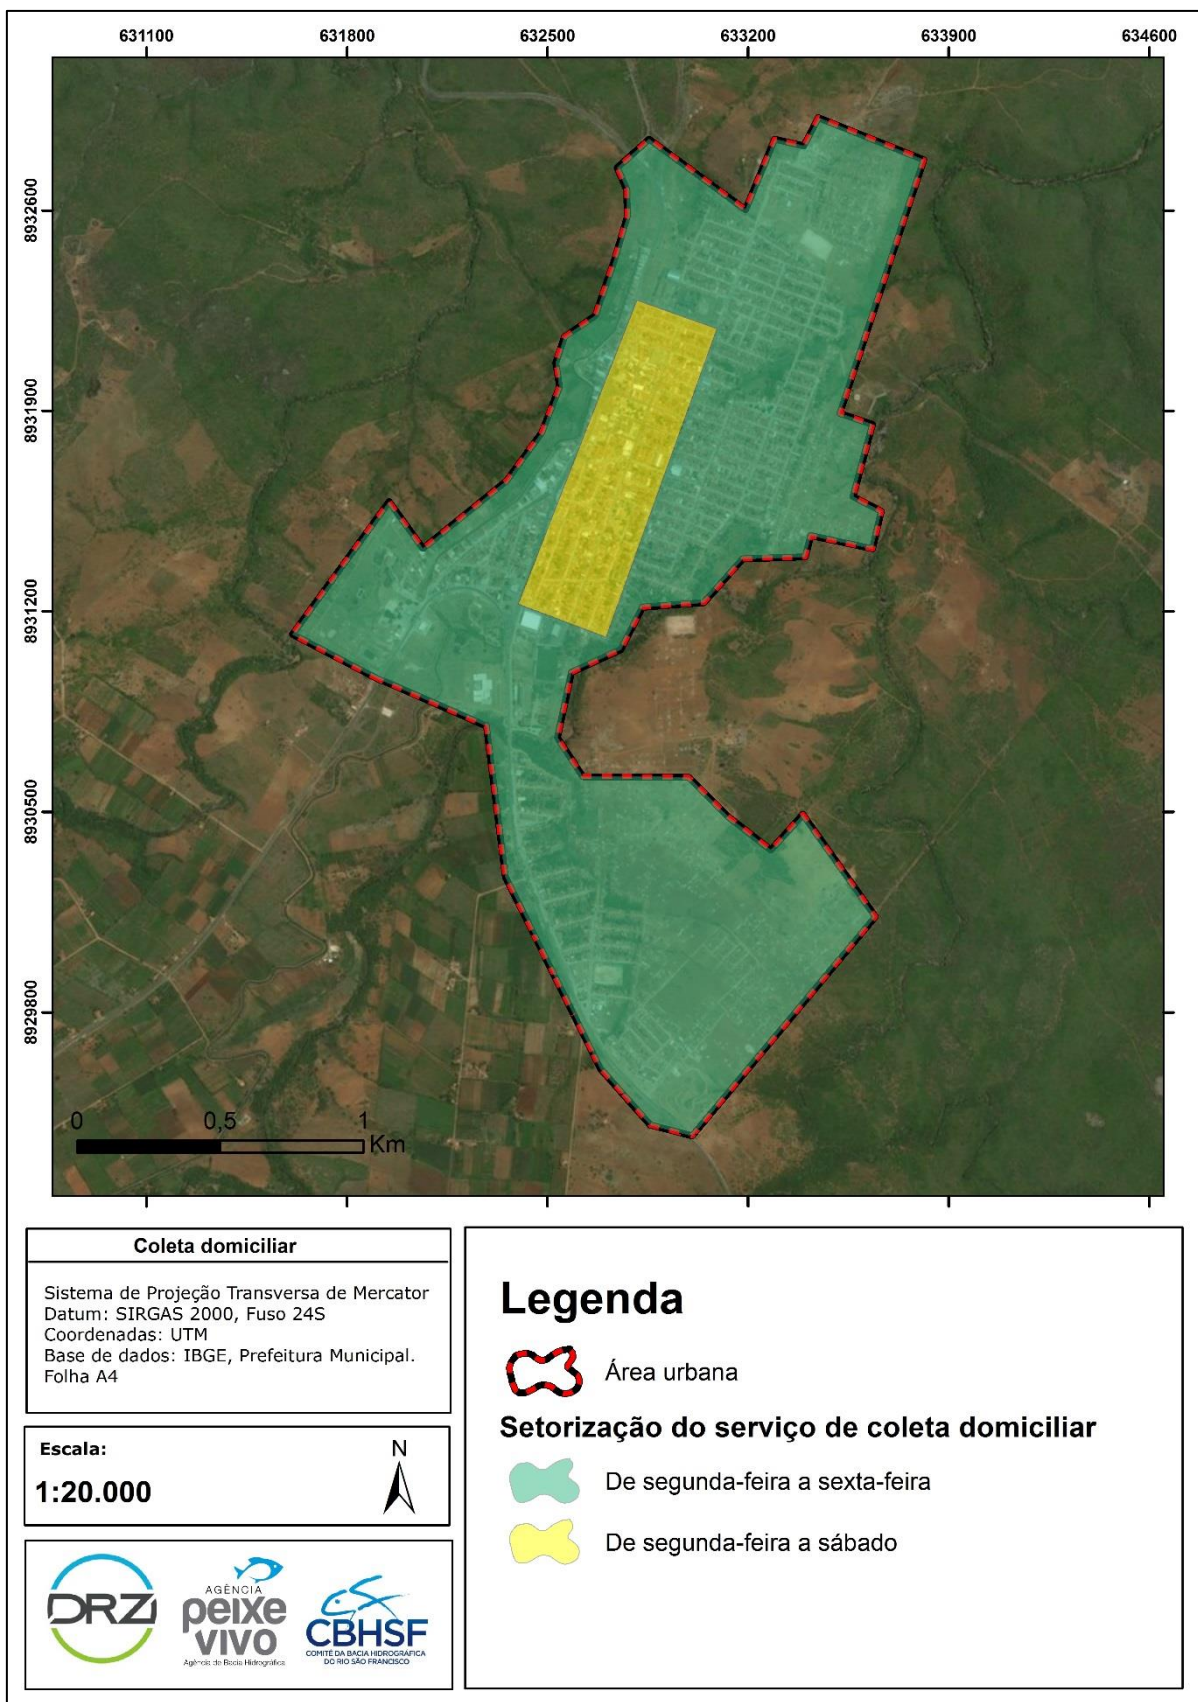 631100 631800 632500 633200 633900 634600
8932600
8931900
8931200
8930500
8929800
0 0,5 1
Km
Coleta domiciliar
Sistema de Projeção Transversa de Mercator
Datum: SIRGAS 2000, Fuso 24S
Coordenadas: UTM
Base de dados: IBGE, Prefeitura Municipal.
Folha A4
Escala:
1:20.000
N
DRZ
AGÊNCIA
peixe
vivo
Agência de Bacia Hidrográfica
CBHSF
COMITÊ DA BACIA HIDROGRÁFICA
DO RIO SÃO FRANCISCO
Legenda
Área urbana
Setorização do serviço de coleta domiciliar
De segunda-feira a sexta-feira
De segunda-feira a sábado